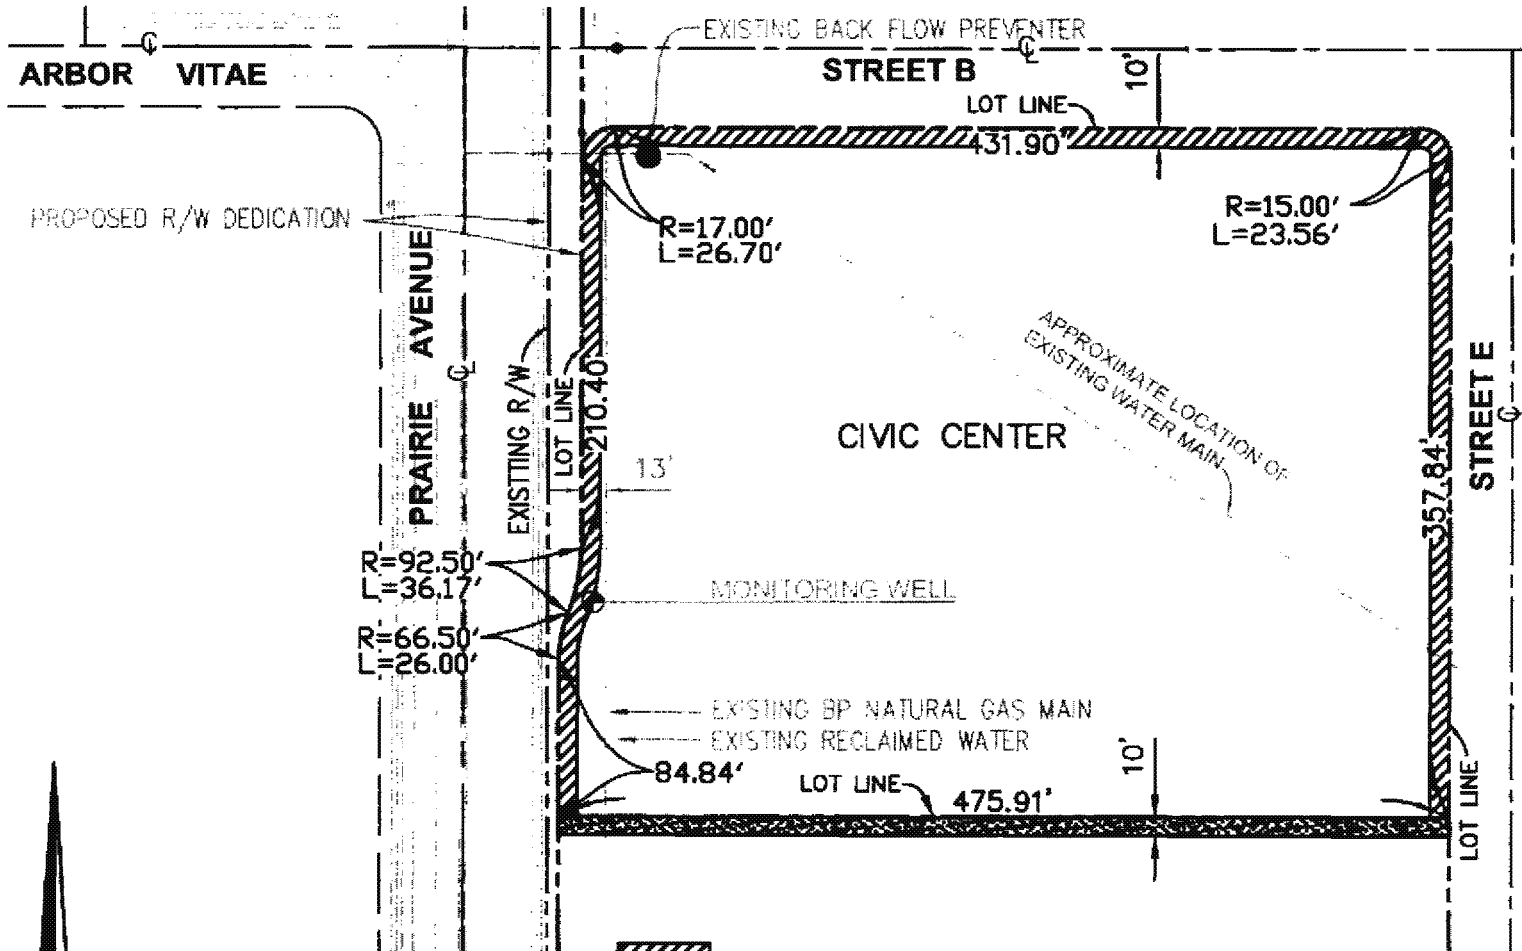 EXISTING BACK FLOW PREVENTER
ARBOR VITAE
STREET B
10'
LOT LINE
431.90'
PROPOSED R/W DEDICATION
R=17.00'
L=26.70'
R=15.00'
L=23.56'
PRAIRIE AVENUE
EXISTING R/W
LOT LINE
210.40'
13'
APPROXIMATE LOCATION OF
EXISTING WATER MAIN
CIVIC CENTER
STREET E
357.84'
R=92.50'
L=36.17'
MONITORING WELL
R=66.50'
L=26.00'
EXISTING BP NATURAL GAS MAIN
EXISTING RECLAIMED WATER
84.84'
LOT LINE
475.91'
10'
LOT LINE